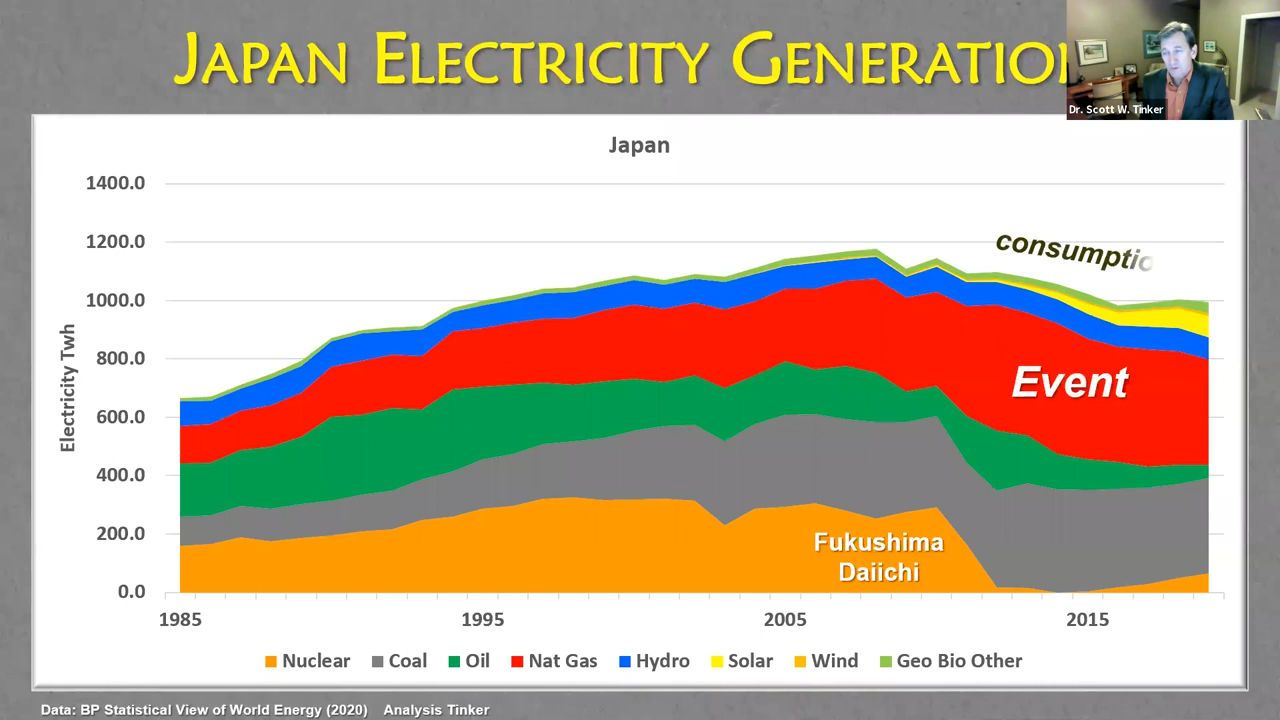 JAPAN ELECTRICITY GENERATION
Dr. Scott W. Tinker
Japan
1400.0
1200.0
1000.0
800.0
600.0
400.0
200.0
0.0
Electricity Twh
consumptio
Event
Fukushima
Daiichi
1985 1995 2005 2015
Nuclear Coal Oil Nat Gas Hydro Solar Wind Geo Bio Other
Data: BP Statistical View of World Energy (2020) Analysis Tinker